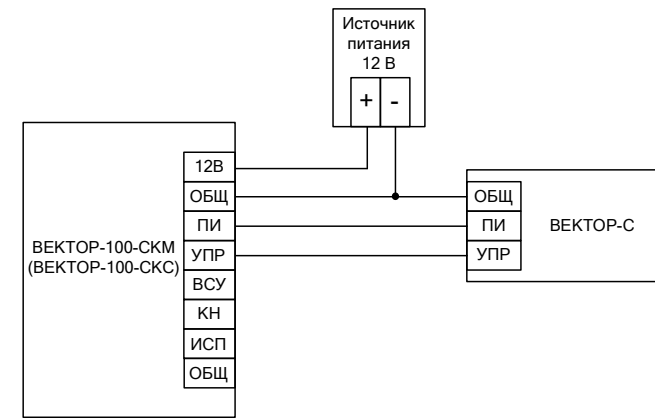 Источник
питания
12 В
+ -
12В
ОБЩ
ПИ
УПР
ВСУ
КН
ИСП
ОБЩ
ВЕКТОР-100-СКМ
(ВЕКТОР-100-СКС)
ОБЩ
ПИ
УПР
ВЕКТОР-С